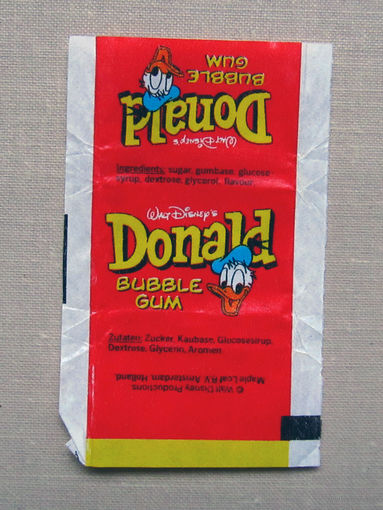 BUBBLE
GUM
Donald
WALT DISNEY'S
Ingredients: sugar, gumbase, glucose-
syrup, dextrose, glycerol, flavour.
WALT DISNEY'S
Donald
BUBBLE
GUM
Zutaten: Zucker, Kaubase, Glucosesirup,
Dextrose, Glycerin, Aromen
© Walt Disney Productions
Maple Leaf B.V. Amsterdam, Holland.